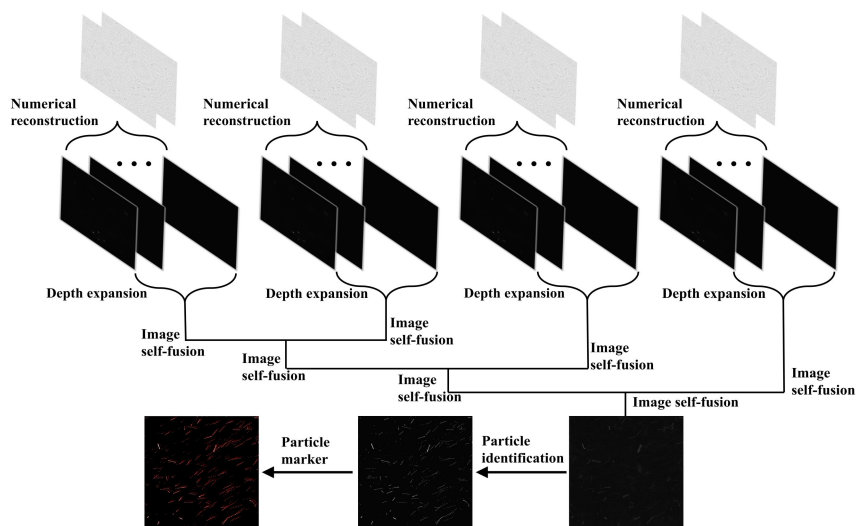 Numerical
reconstruction
Numerical
reconstruction
Numerical
reconstruction
Numerical
reconstruction
Depth expansion
Depth expansion
Depth expansion
Depth expansion
Image
self-fusion
Image
self-fusion
Image
self-fusion
Image
self-fusion
Image
self-fusion
Image
self-fusion
Image self-fusion
Particle
marker
Particle
identification